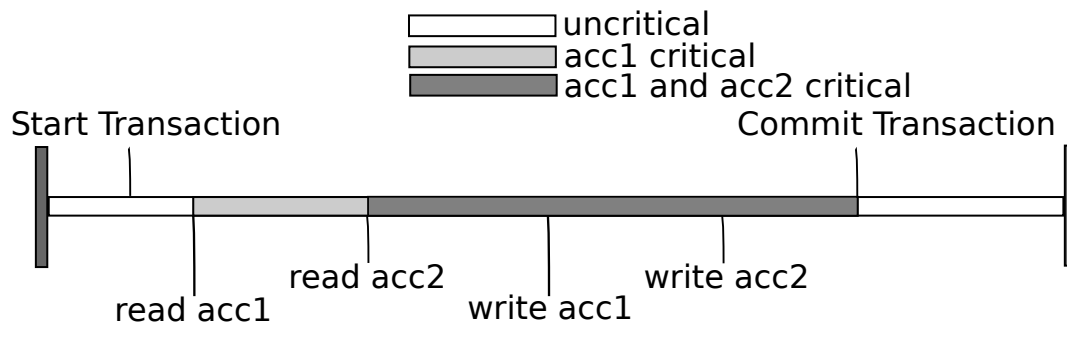 uncritical
acc1 critical
acc1 and acc2 critical
Start Transaction
Commit Transaction
read acc1
read acc2
write acc1
write acc2